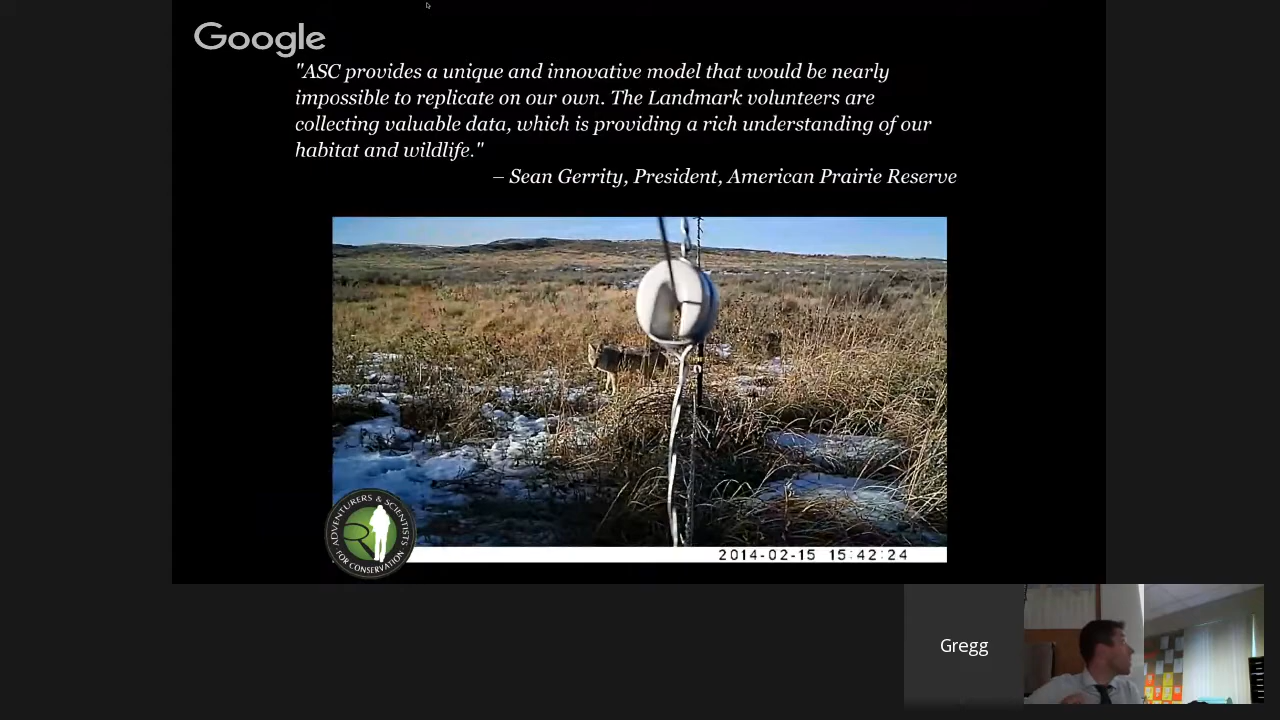 Google
"ASC provides a unique and innovative model that would be nearly
impossible to replicate on our own. The Landmark volunteers are
collecting valuable data, which is providing a rich understanding of our
habitat and wildlife."
– Sean Gerrity, President, American Prairie Reserve
ADVENTURERS & SCIENTISTS
FOR CONSERVATION
2014-02-15 15:42:24
Gregg